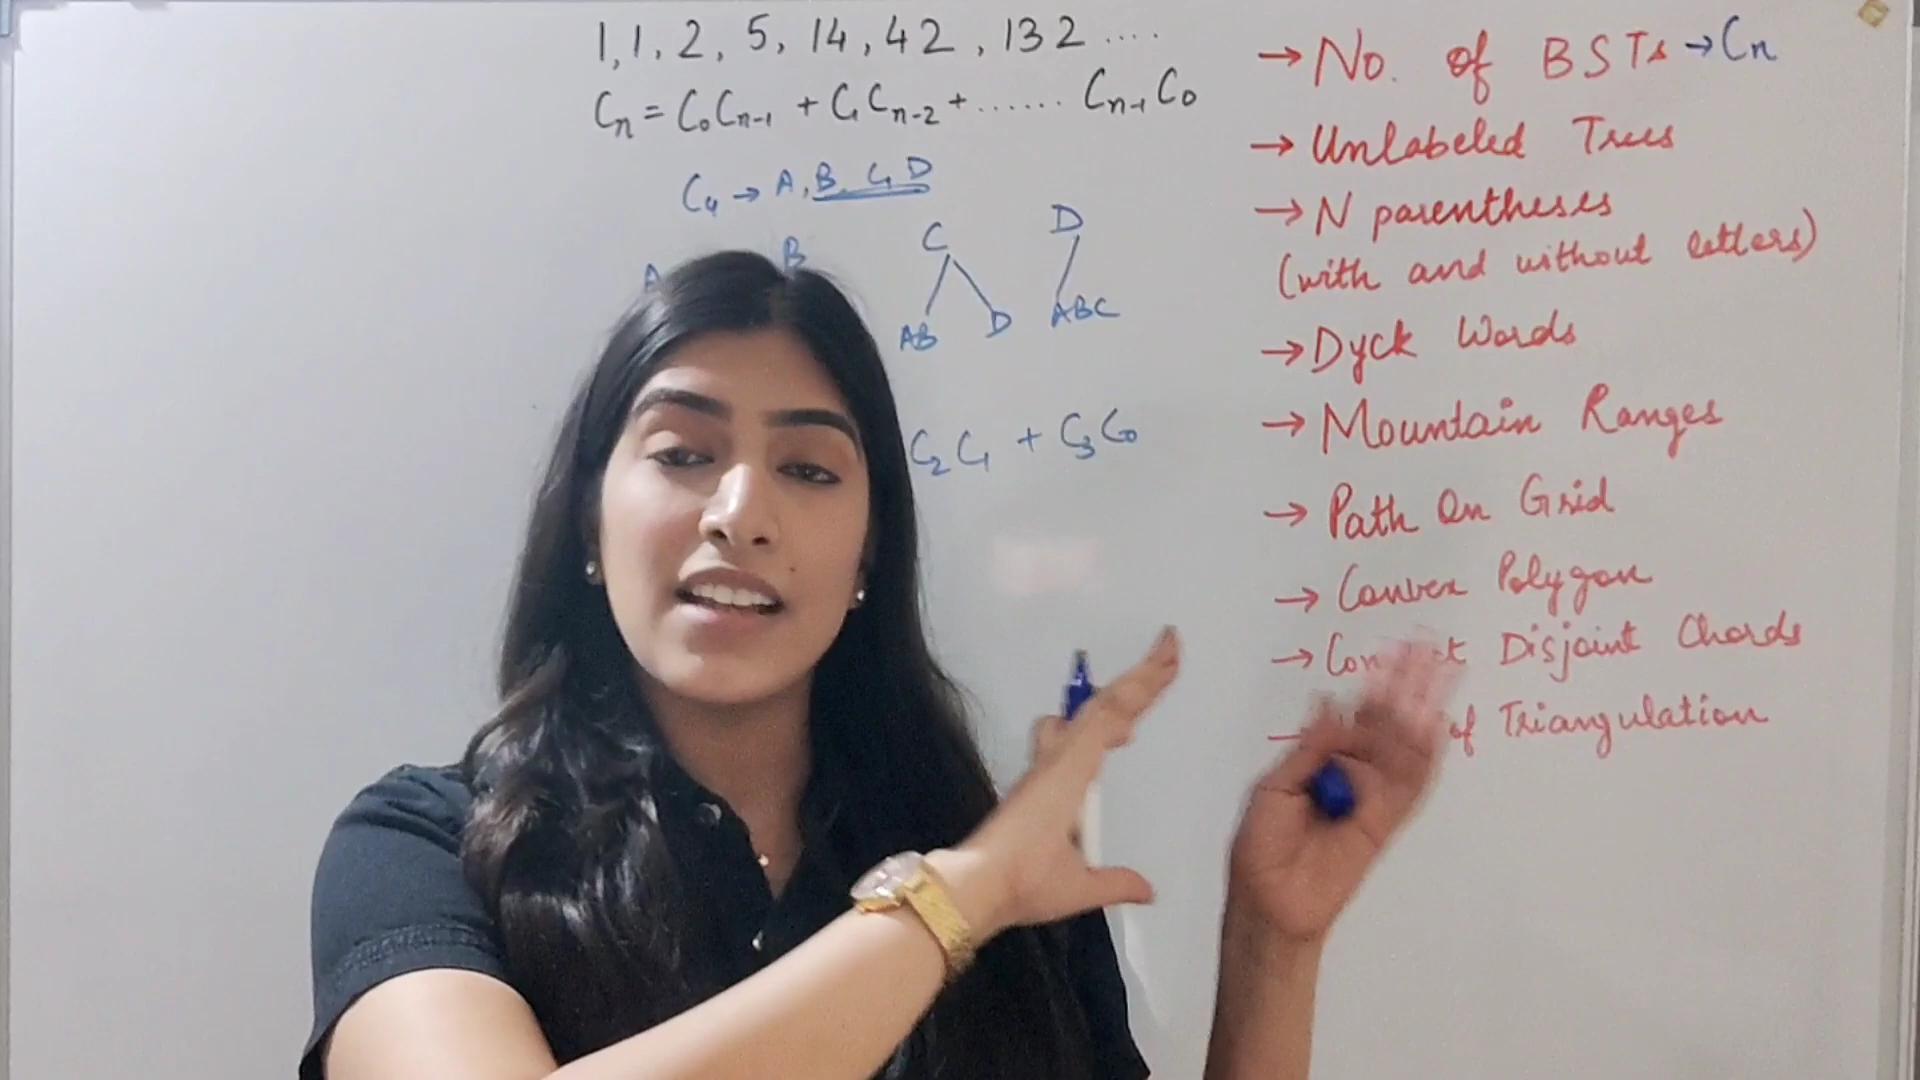 1, 1, 2, 5, 14, 42, 132 ....
Cn = C0Cn-1 + C1Cn-2 + ...... Cn-1C0
C4 → A, B, C, D
A
B
C
AB D
D
ABC
C2C1 + C3C0
→ No. of BSTs → Cn
→ Unlabeled Trees
→ N parentheses
(with and without letters)
→ Dyck Words
→ Mountain Ranges
→ Path On Grid
→ Convex Polygon
→ Disjoint Chords
→ of Triangulation